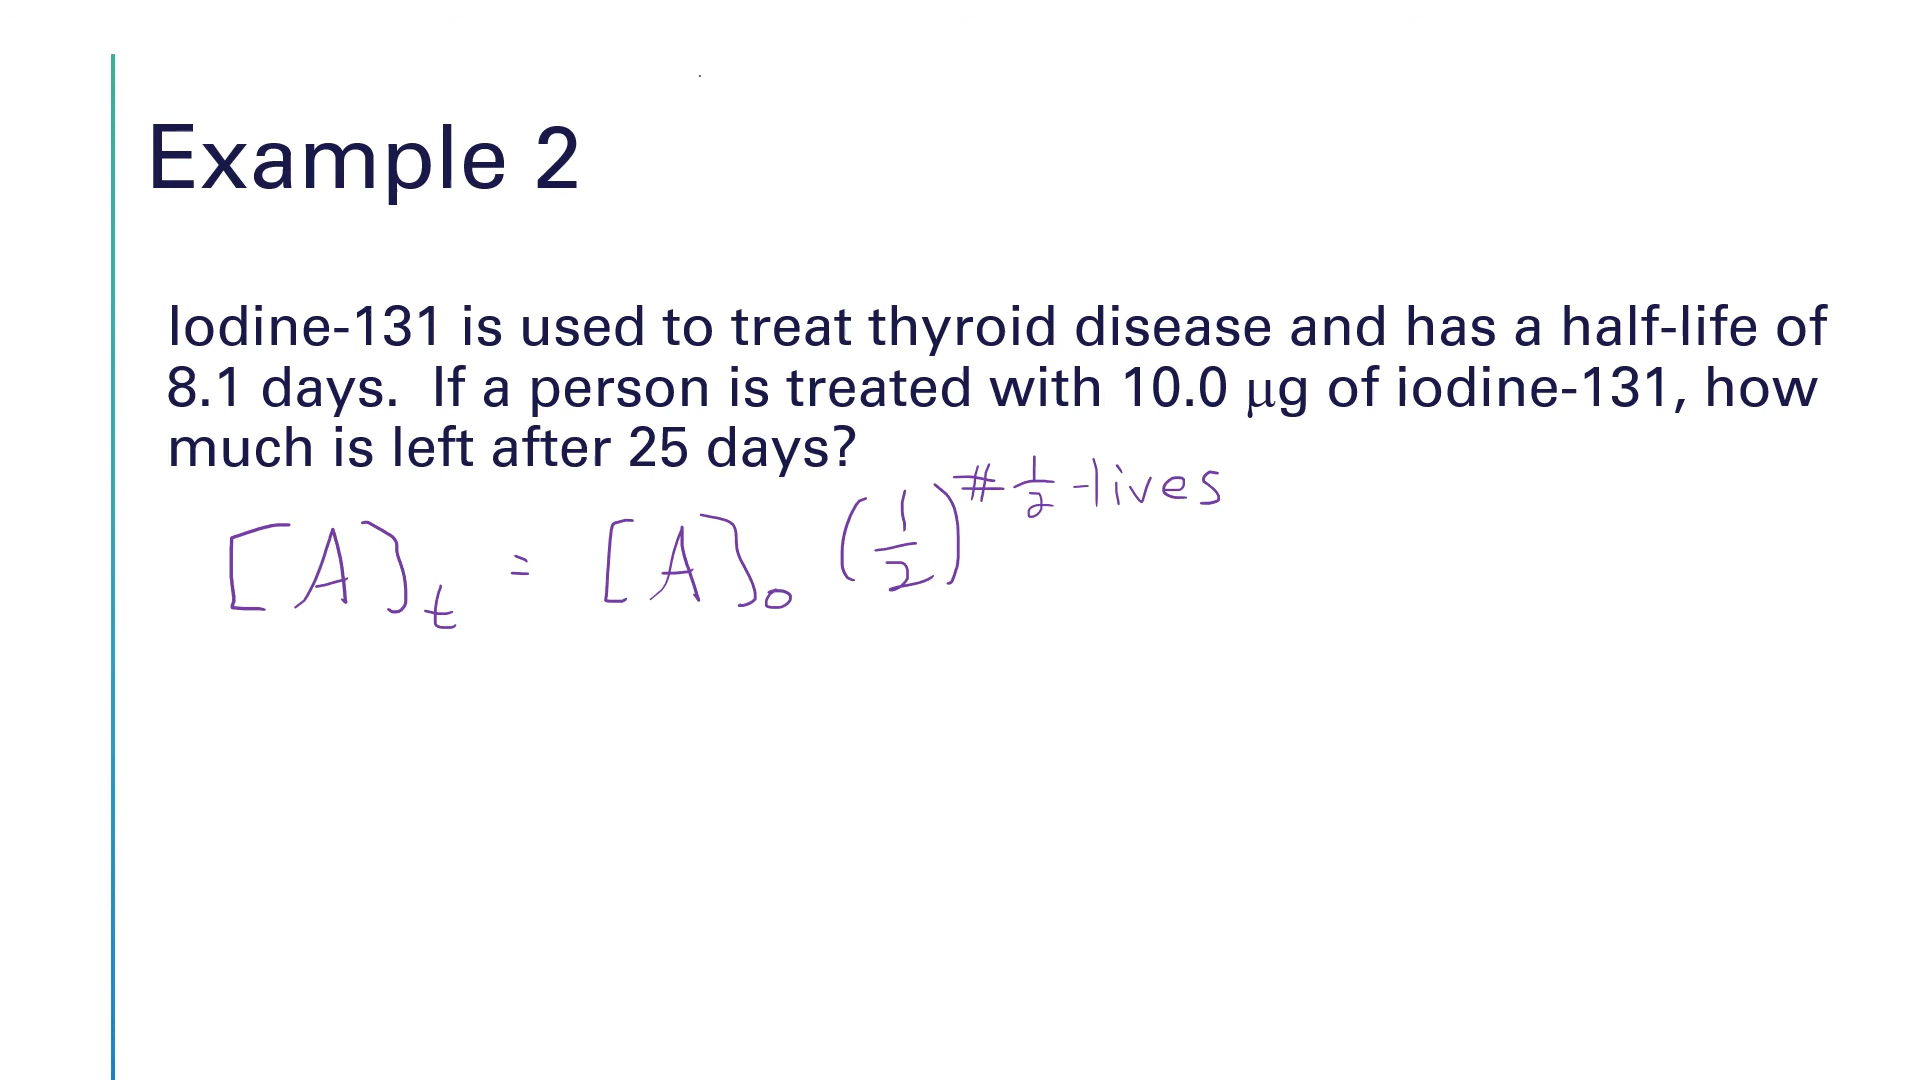 Example 2
Iodine-131 is used to treat thyroid disease and has a half-life of
8.1 days.  If a person is treated with 10.0 μg of iodine-131, how
much is left after 25 days?
[A]ₜ = [A]₀ (1/2)^# 1/2 -lives